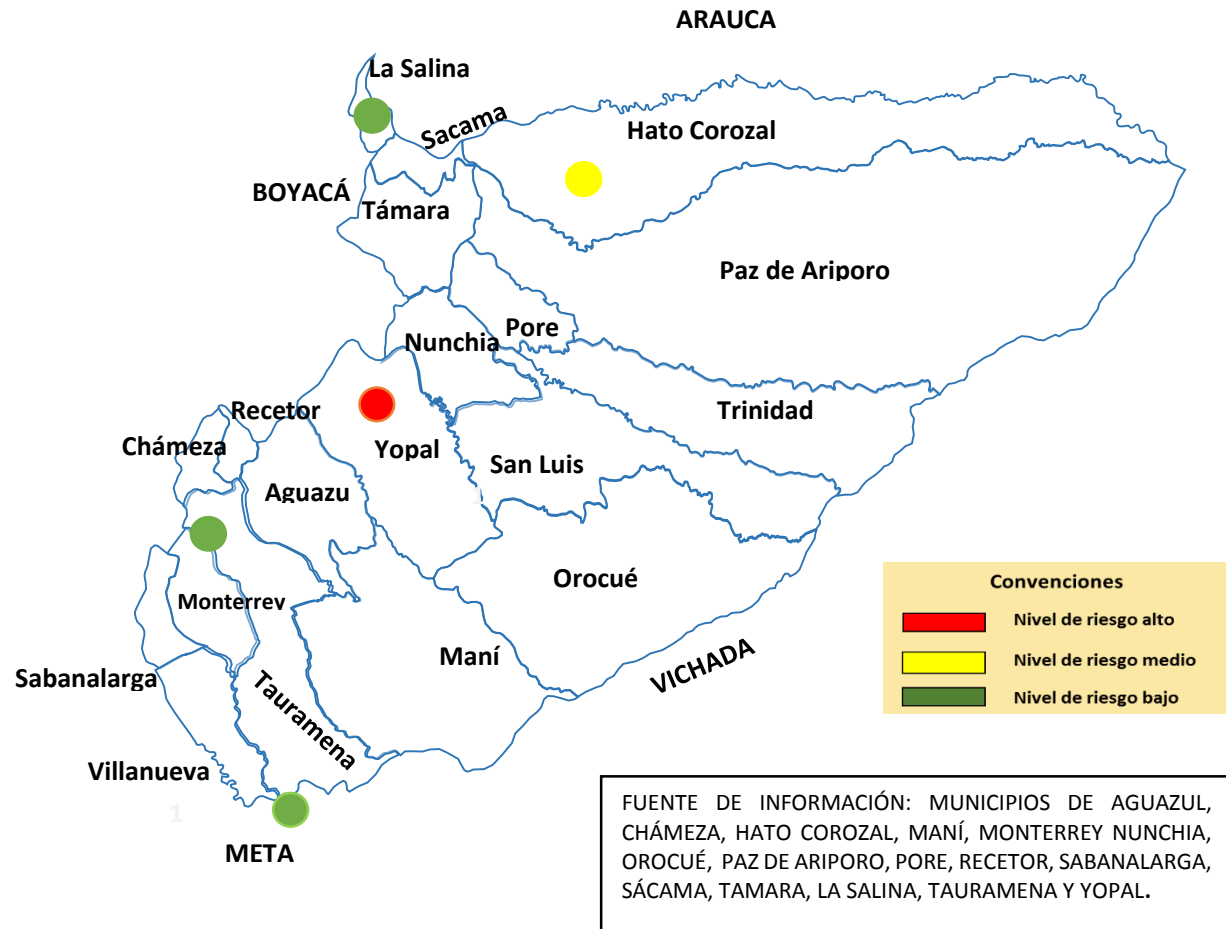 ARAUCA
La Salina
Sacama
Hato Corozal
BOYACÁ
Támara
Paz de Ariporo
Pore
Nunchia
Recetor
Trinidad
Chámeza
Yopal
San Luis
Aguazu
1
Orocué
Monterrey
Maní
VICHADA
Sabanalarga
Tauramena
Villanueva
1
META
Convenciones
Nivel de riesgo alto
Nivel de riesgo medio
Nivel de riesgo bajo
FUENTE DE INFORMACIÓN: MUNICIPIOS DE AGUAZUL,
CHÁMEZA, HATO COROZAL, MANÍ, MONTERREY NUNCHIA,
OROCUÉ, PAZ DE ARIPORO, PORE, RECETOR, SABANALARGA,
SÁCAMA, TAMARA, LA SALINA, TAURAMENA Y YOPAL.